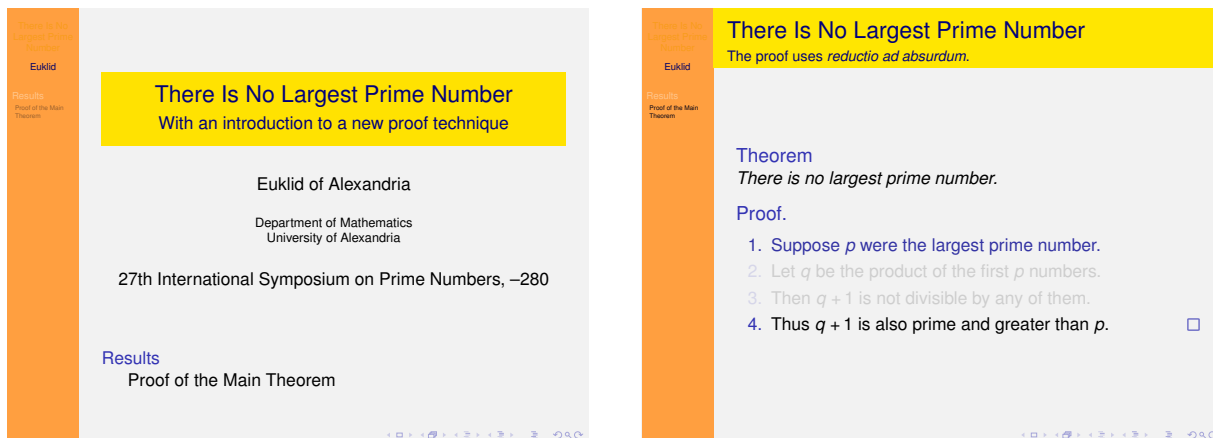 There Is No
Largest Prime
Number
Euklid
Results
Proof of the Main
Theorem
There Is No Largest Prime Number
With an introduction to a new proof technique
Euklid of Alexandria
Department of Mathematics
University of Alexandria
27th International Symposium on Prime Numbers, –280
Results
Proof of the Main Theorem
There Is No
Largest Prime
Number
Euklid
Results
Proof of the Main
Theorem
There Is No Largest Prime Number
The proof uses reductio ad absurdum.
Theorem
There is no largest prime number.
Proof.
1. Suppose p were the largest prime number.
2. Let q be the product of the first p numbers.
3. Then q + 1 is not divisible by any of them.
4. Thus q + 1 is also prime and greater than p.